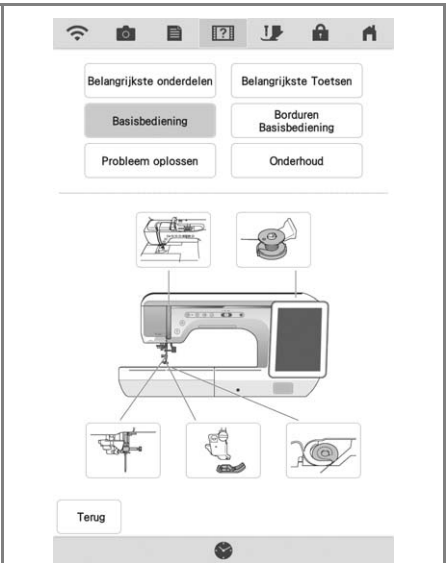 Belangrijkste onderdelen
Belangrijkste Toetsen
Basisbediening
Borduren
Basisbediening
Probleem oplossen
Onderhoud
Terug